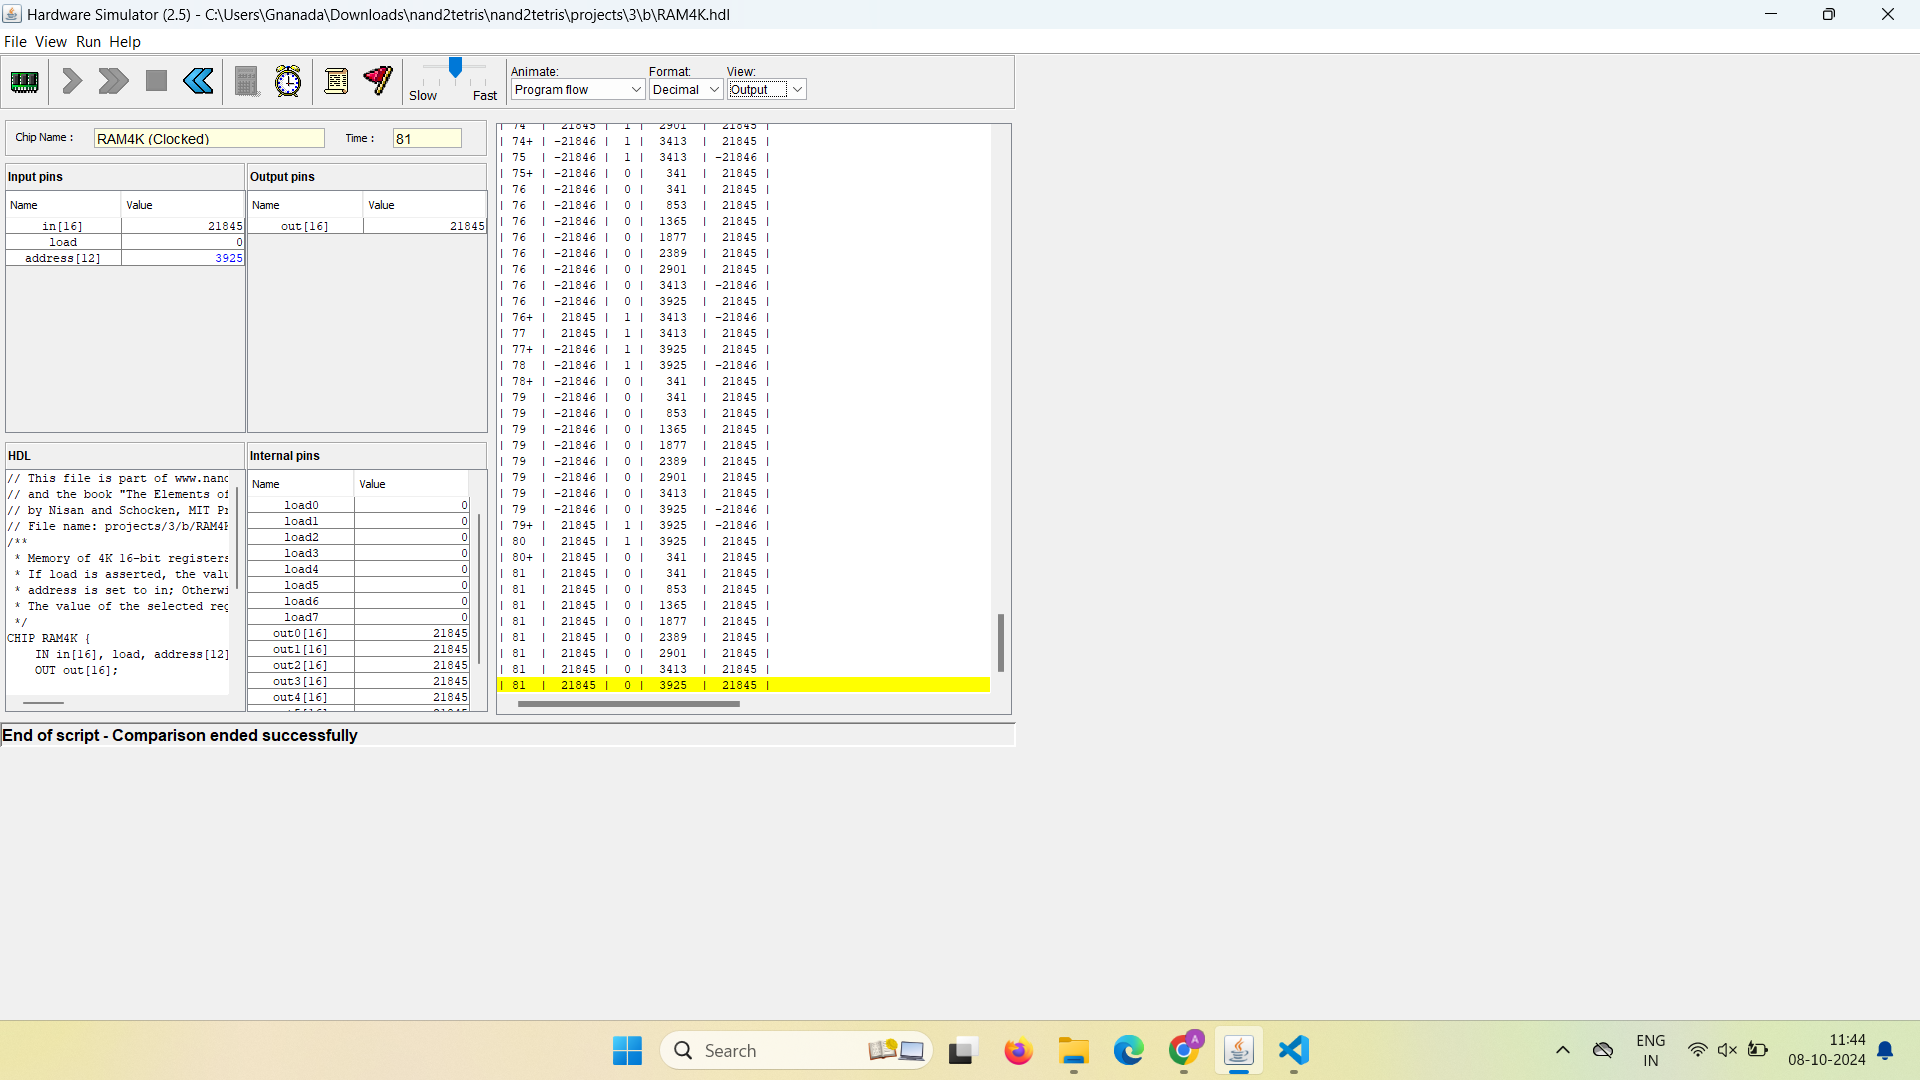 Hardware Simulator (2.5) - C:\Users\Gnanada\Downloads\nand2tetris\nand2tetris\projects\3\b\RAM4K.hdl
File View Run Help
Animate: Format: View:
Slow Fast Program flow Decimal Output
Chip Name : RAM4K (Clocked) Time : 81
Input pins
Name Value
in[16] 21845
load 0
address[12] 3925
Output pins
Name Value
out[16] 21845
HDL
// This file is part of www.nand
// and the book "The Elements of
// by Nisan and Schocken, MIT Pr
// File name: projects/3/b/RAM4K
/**
* Memory of 4K 16-bit registers
* If load is asserted, the valu
* address is set to in; Otherwi
* The value of the selected reg
*/
CHIP RAM4K {
IN in[16], load, address[12]
OUT out[16];
Internal pins
Name Value
load0 0
load1 0
load2 0
load3 0
load4 0
load5 0
load6 0
load7 0
out0[16] 21845
out1[16] 21845
out2[16] 21845
out3[16] 21845
out4[16] 21845
| 74 | 21845 | 1 | 2901 | 21845 |
| 74+ | -21846 | 1 | 3413 | 21845 |
| 75 | -21846 | 1 | 3413 | -21846 |
| 75+ | -21846 | 0 | 341 | 21845 |
| 76 | -21846 | 0 | 341 | 21845 |
| 76 | -21846 | 0 | 853 | 21845 |
| 76 | -21846 | 0 | 1365 | 21845 |
| 76 | -21846 | 0 | 1877 | 21845 |
| 76 | -21846 | 0 | 2389 | 21845 |
| 76 | -21846 | 0 | 2901 | 21845 |
| 76 | -21846 | 0 | 3413 | -21846 |
| 76 | -21846 | 0 | 3925 | 21845 |
| 76+ | 21845 | 1 | 3413 | -21846 |
| 77 | 21845 | 1 | 3413 | 21845 |
| 77+ | -21846 | 1 | 3925 | 21845 |
| 78 | -21846 | 1 | 3925 | -21846 |
| 78+ | -21846 | 0 | 341 | 21845 |
| 79 | -21846 | 0 | 341 | 21845 |
| 79 | -21846 | 0 | 853 | 21845 |
| 79 | -21846 | 0 | 1365 | 21845 |
| 79 | -21846 | 0 | 1877 | 21845 |
| 79 | -21846 | 0 | 2389 | 21845 |
| 79 | -21846 | 0 | 2901 | 21845 |
| 79 | -21846 | 0 | 3413 | 21845 |
| 79 | -21846 | 0 | 3925 | -21846 |
| 79+ | 21845 | 1 | 3925 | -21846 |
| 80 | 21845 | 1 | 3925 | 21845 |
| 80+ | 21845 | 0 | 341 | 21845 |
| 81 | 21845 | 0 | 341 | 21845 |
| 81 | 21845 | 0 | 853 | 21845 |
| 81 | 21845 | 0 | 1365 | 21845 |
| 81 | 21845 | 0 | 1877 | 21845 |
| 81 | 21845 | 0 | 2389 | 21845 |
| 81 | 21845 | 0 | 2901 | 21845 |
| 81 | 21845 | 0 | 3413 | 21845 |
| 81 | 21845 | 0 | 3925 | 21845 |
End of script - Comparison ended successfully
Search
A
ENG
IN
11:44
08-10-2024